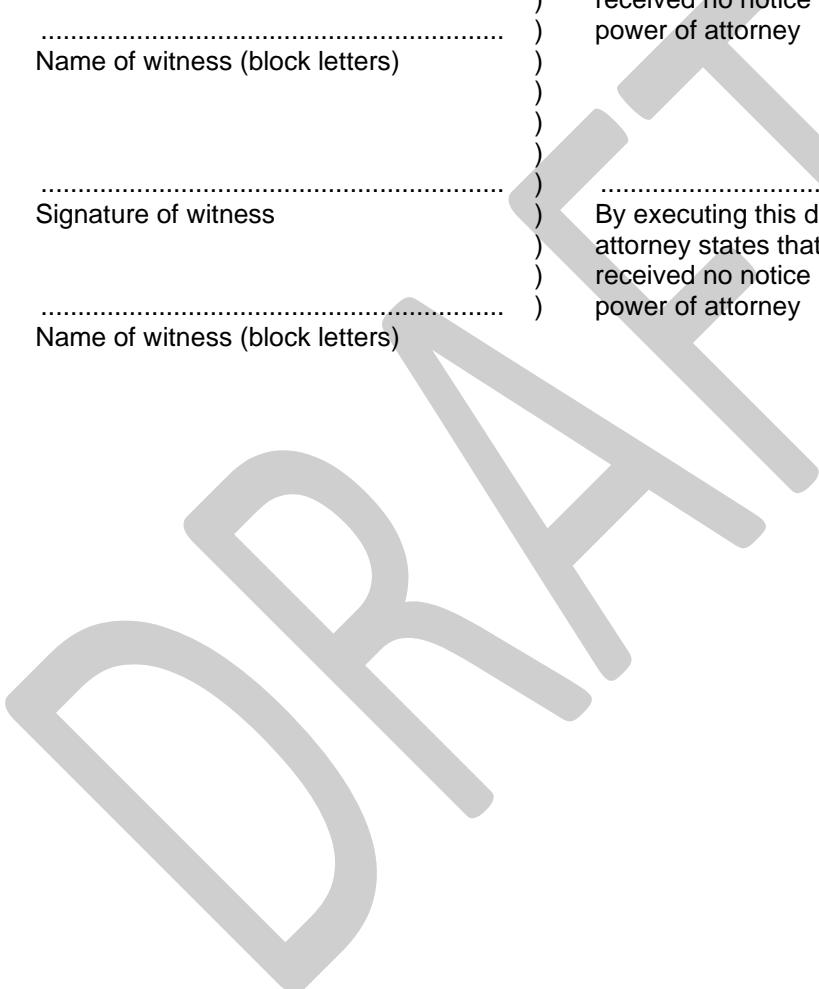 ) received no notice
............................................................... ) power of attorney
Name of witness (block letters) )
)
)
)
............................................................... ) ..............................
Signature of witness ) By executing this
) attorney states that
) received no notice
............................................................... ) power of attorney
Name of witness (block letters)
DRAFT